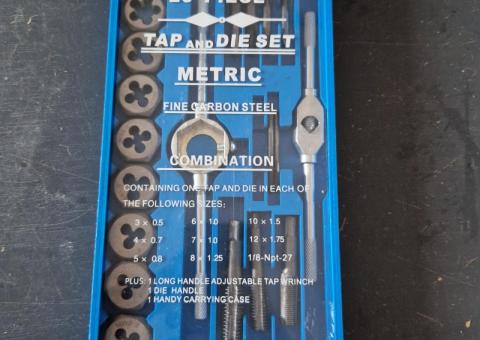 TAP AND DIE SET
METRIC
FINE CARBON STEEL
COMBINATION
CONTAINING ONE TAP AND DIE IN EACH OF
THE FOLLOWING SIZES:
3 x 0.5 6 x 1.0 10 x 1.5
4 x 0.7 7 x 1.0 12 x 1.75
5 x 0.8 8 x 1.25 1/8-Npt-27
PLUS: 1 LONG HANDLE ADJUSTABLE TAP WRINCH
1 DIE HANDLE
1 HANDY CARRYING CASE